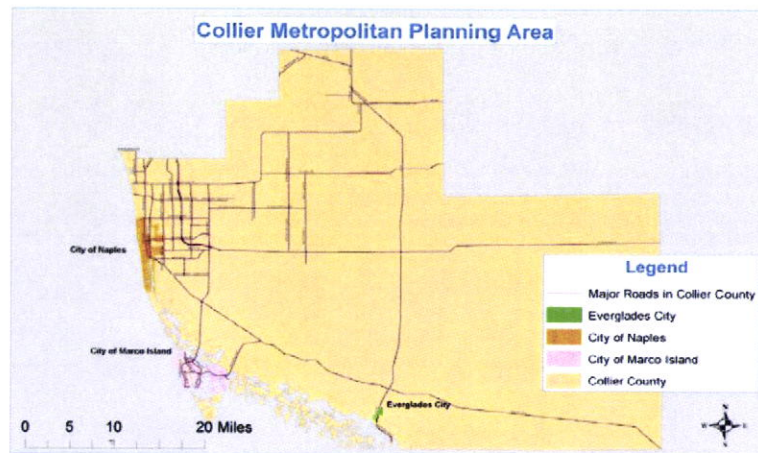 Collier Metropolitan Planning Area
City of Naples
Legend
Major Roads in Collier County
Everglades City
City of Naples
City of Marco Island
Collier County
City of Marco Island
Everglades City
0 5 10 20 Miles
N
W E
S